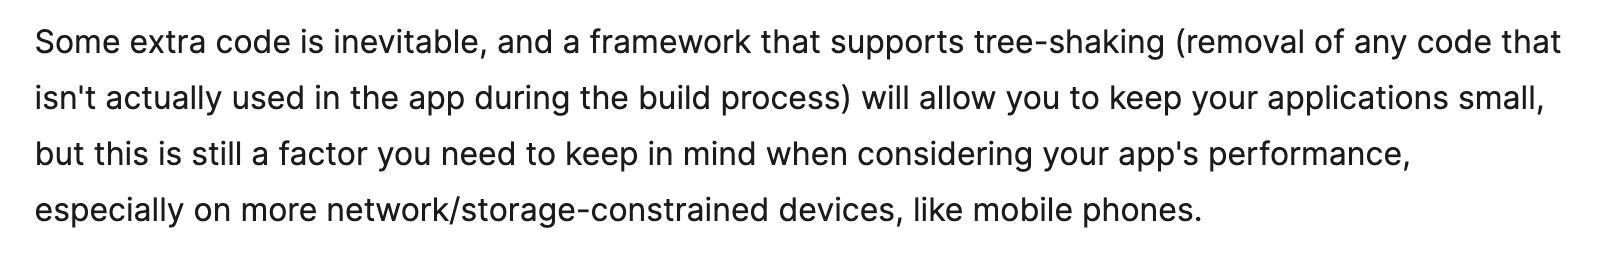 Some extra code is inevitable, and a framework that supports tree-shaking (removal of any code that
isn't actually used in the app during the build process) will allow you to keep your applications small,
but this is still a factor you need to keep in mind when considering your app's performance,
especially on more network/storage-constrained devices, like mobile phones.